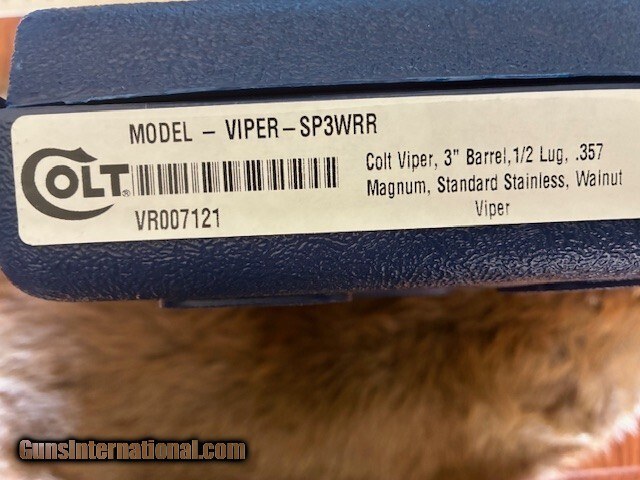 MODEL - VIPER-SP3WRR
COLT®
VR007121
Colt Viper, 3" Barrel,1/2 Lug, .357
Magnum, Standard Stainless, Walnut
Viper
GunsInternational.com